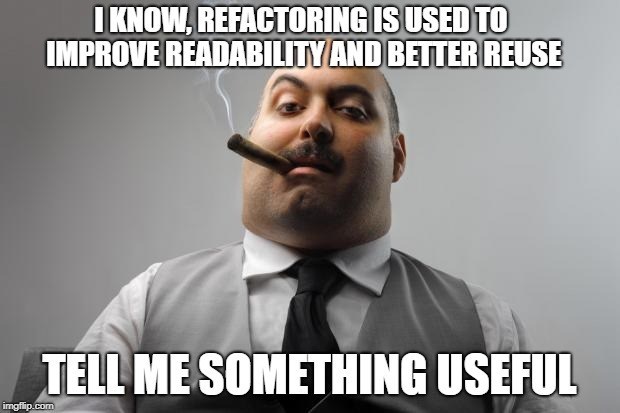 I KNOW, REFACTORING IS USED TO
IMPROVE READABILITY AND BETTER REUSE
TELL ME SOMETHING USEFUL
imgflip.com